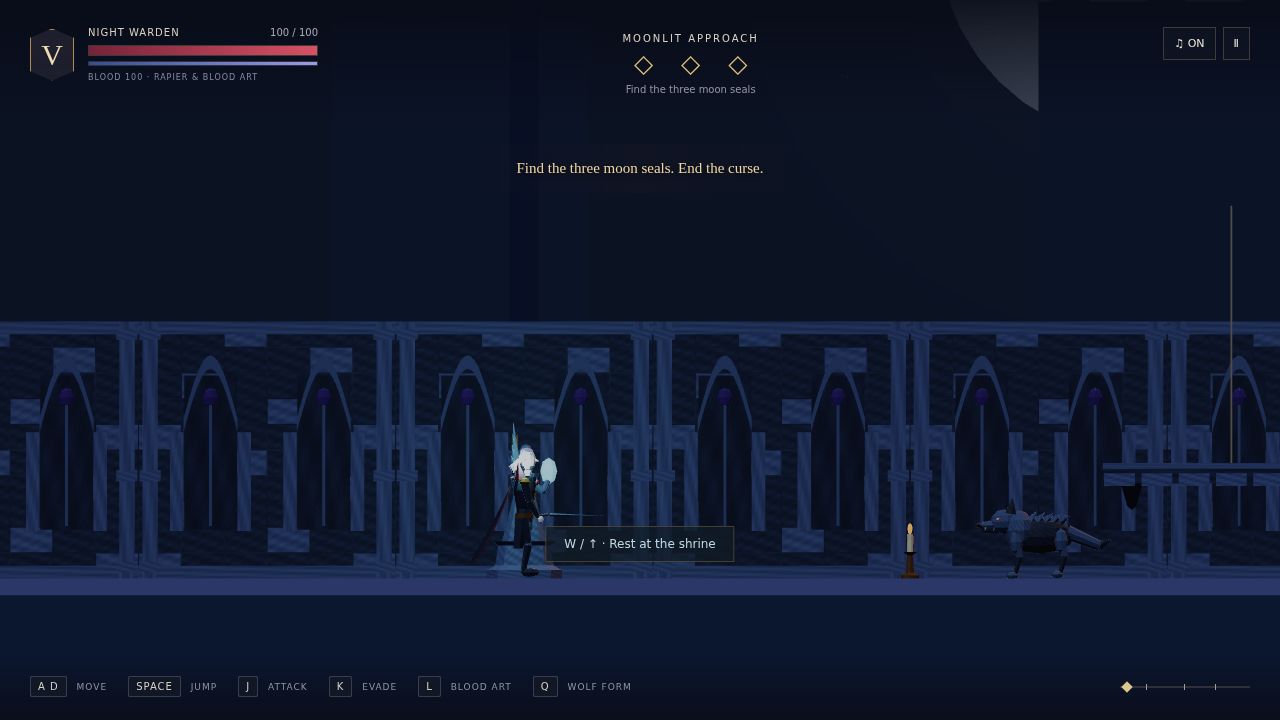 V
NIGHT WARDEN 100 / 100
BLOOD 100 · RAPIER & BLOOD ART
MOONLIT APPROACH
Find the three moon seals
♫ ON
Ⅱ
Find the three moon seals. End the curse.
W / ↑ · Rest at the shrine
A D MOVE SPACE JUMP J ATTACK K EVADE L BLOOD ART Q WOLF FORM